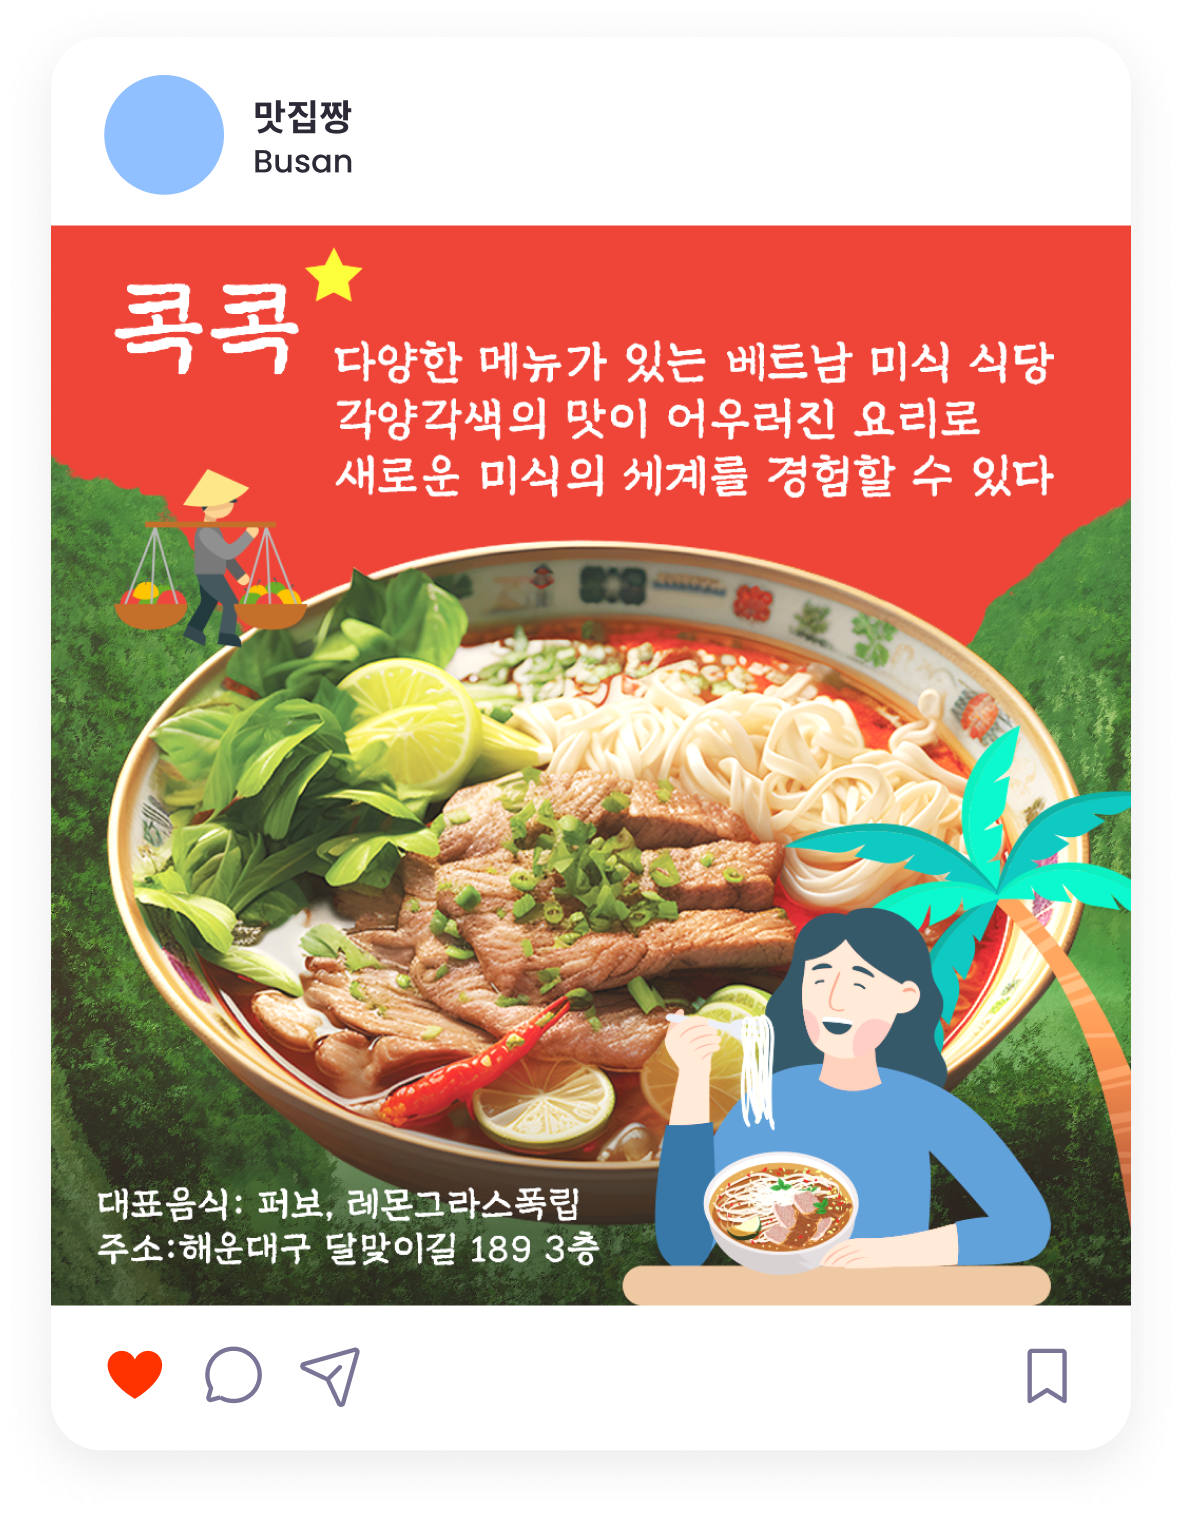 맛집짱
Busan
콕콕
다양한 메뉴가 있는 베트남 미식 식당
각양각색의 맛이 어우러진 요리로
새로운 미식의 세계를 경험할 수 있다
대표음식: 퍼보, 레몬그라스폭립
주소:해운대구 달맞이길 189 3층